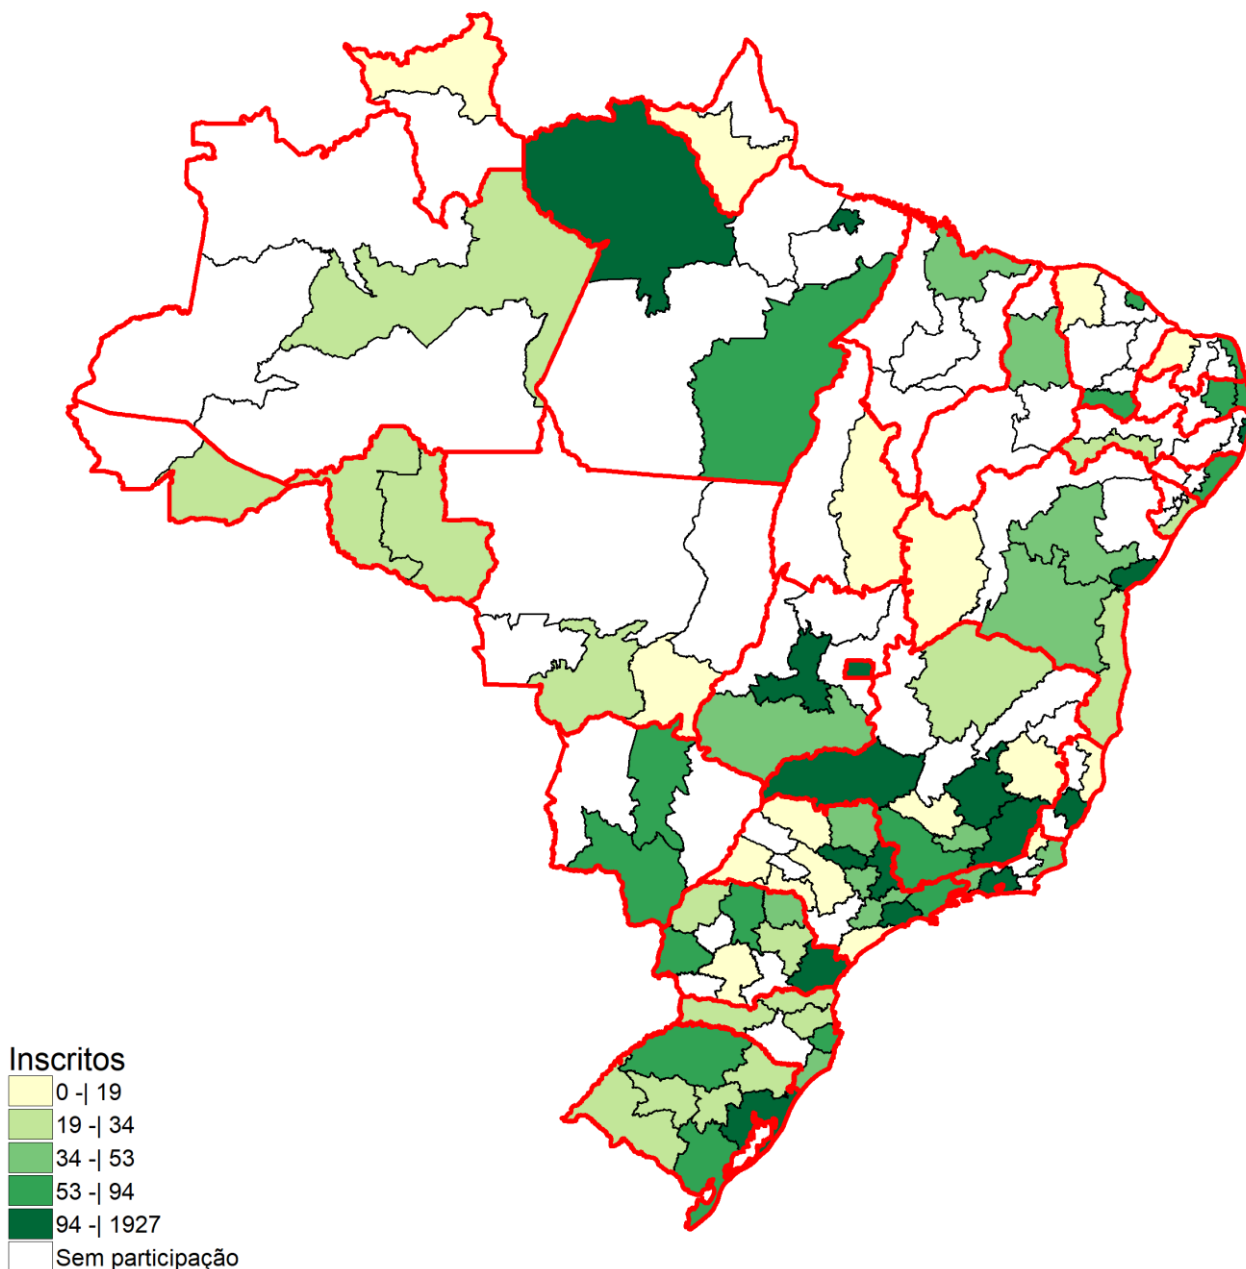 Inscritos
0 -| 19
19 -| 34
34 -| 53
53 -| 94
94 -| 1927
Sem participação